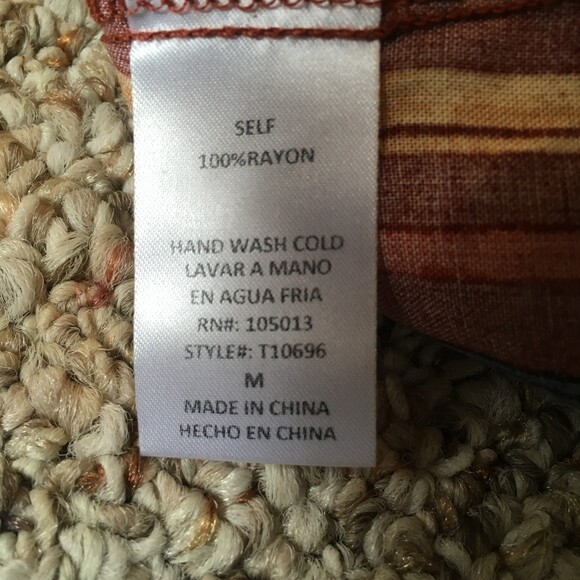 SELF
100%RAYON
HAND WASH COLD
LAVAR A MANO
EN AGUA FRIA
RN#: 105013
STYLE#: T10696
M
MADE IN CHINA
HECHO EN CHINA